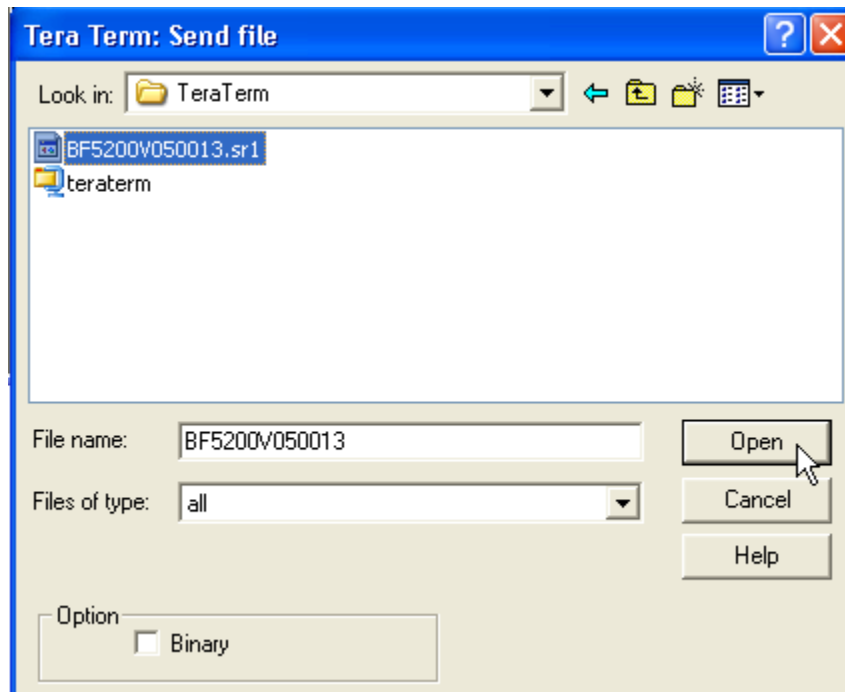 Tera Term: Send file
Look in: TeraTerm
BF5200V050013.sr1
teraterm
File name: BF5200V050013 Open
Files of type: all Cancel
Help
Option
Binary